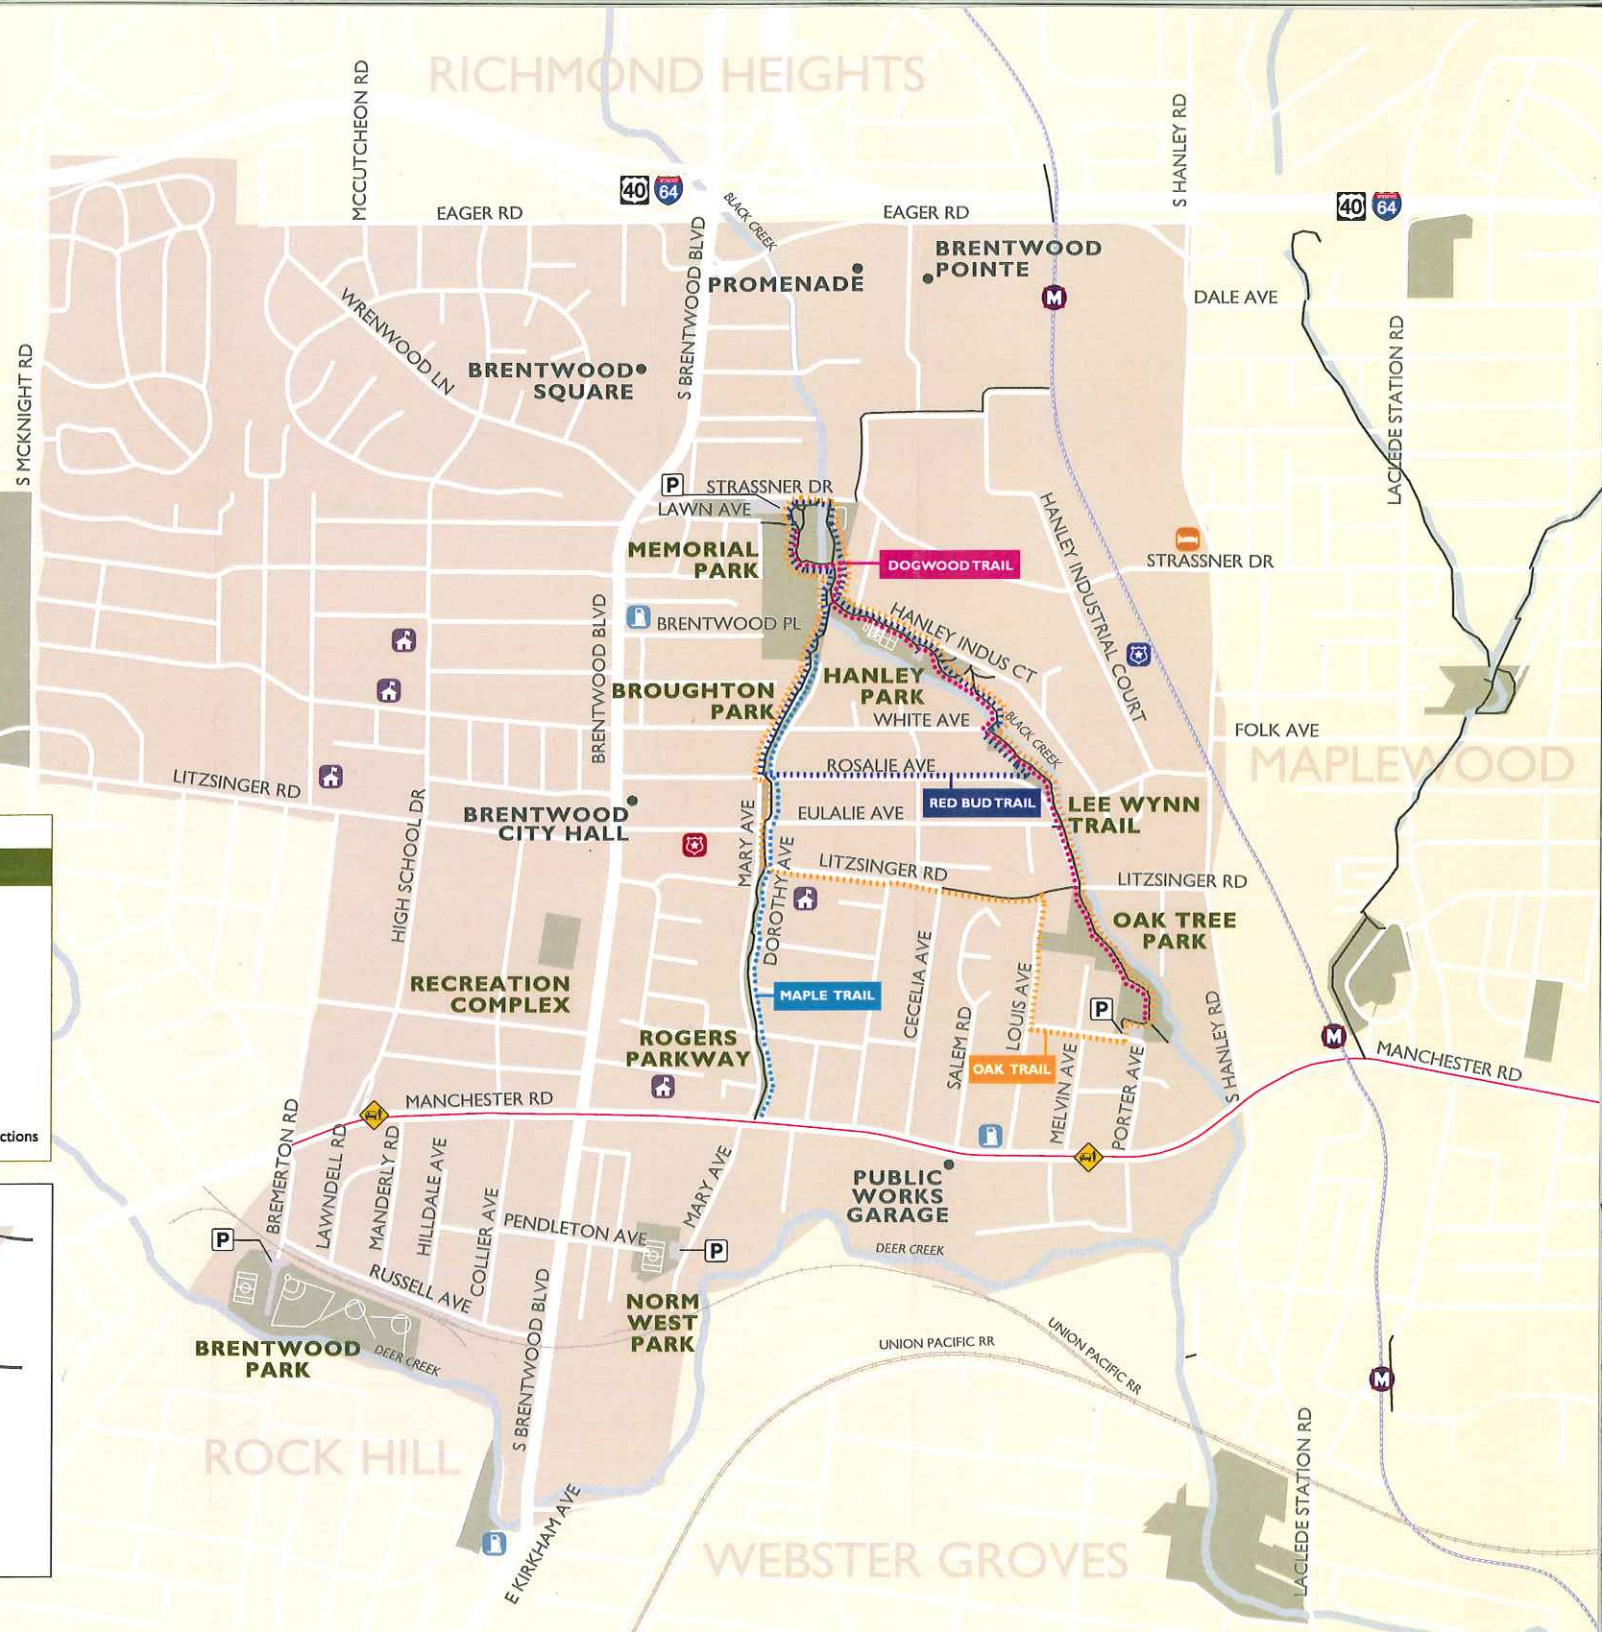 RICHMOND HEIGHTS
MCCUTCHEON RD
S HANLEY RD
40
64
40
64
EAGER RD
BLACK CREEK
EAGER RD
S BRENTWOOD BLVD
BRENTWOOD
POINTE
PROMENADE
M
DALE AVE
WRENWOOD LN
BRENTWOOD
SQUARE
S MCKNIGHT RD
LACLEDE STATION RD
P
STRASSNER DR
LAWN AVE
HANLEY INDUSTRIAL COURT
MEMORIAL
PARK
DOGWOOD TRAIL
STRASSNER DR
BRENTWOOD PL
HANLEY INDUS CT
BRENTWOOD BLVD
BROUGHTON
PARK
HANLEY
PARK
WHITE AVE
BLACK CREEK
FOLK AVE
MAPLEWOOD
LITZSINGER RD
ROSALIE AVE
RED BUD TRAIL
BRENTWOOD
CITY HALL
HIGH SCHOOL DR
MARY AVE
EULALIE AVE
LEE WYNN
TRAIL
DOROTHY AVE
LITZSINGER RD
LITZSINGER RD
OAK TREE
PARK
CECELIA AVE
RECREATION
COMPLEX
MAPLE TRAIL
SALEM RD
LOUIS AVE
P
S HANLEY RD
ROGERS
PARKWAY
OAK TRAIL
MELVIN AVE
PORTER AVE
M
MANCHESTER RD
MANCHESTER RD
ctions
BREMERTON RD
LAWNDELL RD
MANDERLY RD
HILLDALE AVE
COLLIER AVE
MARY AVE
PUBLIC
WORKS
GARAGE
PENDLETON AVE
P
P
DEER CREEK
RUSSELL AVE
S BRENTWOOD BLVD
NORM
WEST
PARK
UNION PACIFIC RR
UNION PACIFIC RR
BRENTWOOD
PARK
DEER CREEK
M
ROCK HILL
LACLEDE STATION RD
E KIRKHAM AVE
WEBSTER GROVES